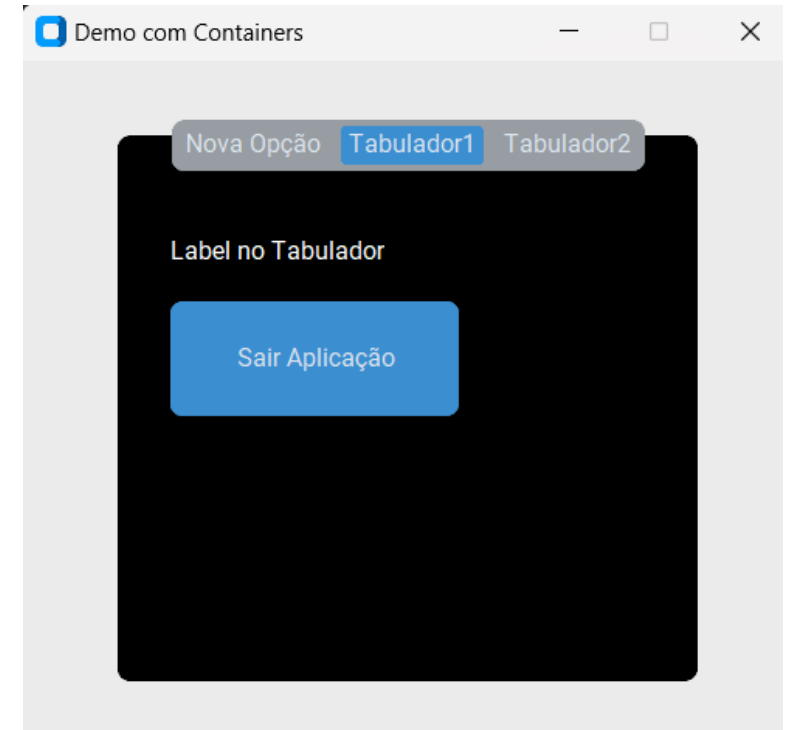 Demo com Containers
Nova Opção Tabulador1 Tabulador2
Label no Tabulador
Sair Aplicação